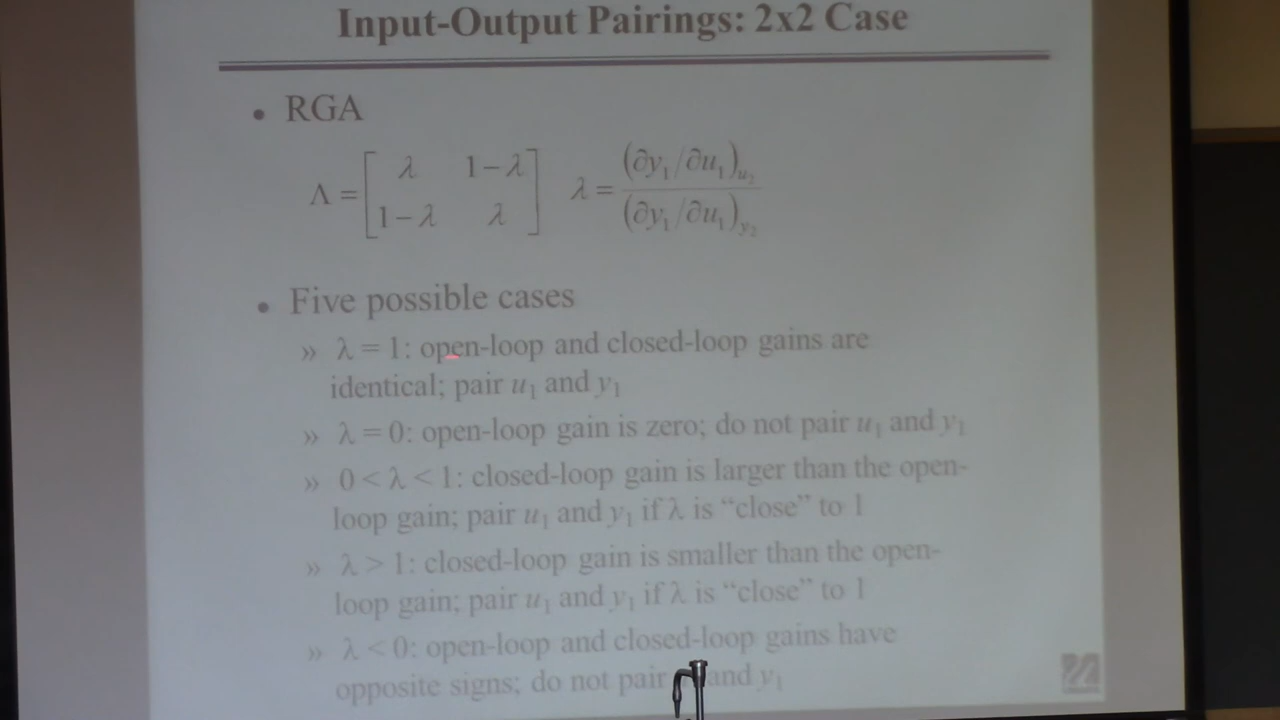 Input-Output Pairings: 2x2 Case
• RGA
Λ = [ λ 1−λ ; 1−λ λ ] λ = (∂y₁/∂u₁)u₂ / (∂y₁/∂u₁)y₂
• Five possible cases
» λ = 1: open-loop and closed-loop gains are
identical; pair u₁ and y₁
» λ = 0: open-loop gain is zero; do not pair u₁ and y₁
» 0 < λ < 1: closed-loop gain is larger than the open-
loop gain; pair u₁ and y₁ if λ is “close” to 1
» λ > 1: closed-loop gain is smaller than the open-
loop gain; pair u₁ and y₁ if λ is “close” to 1
» λ < 0: open-loop and closed-loop gains have
opposite signs; do not pair and y₁